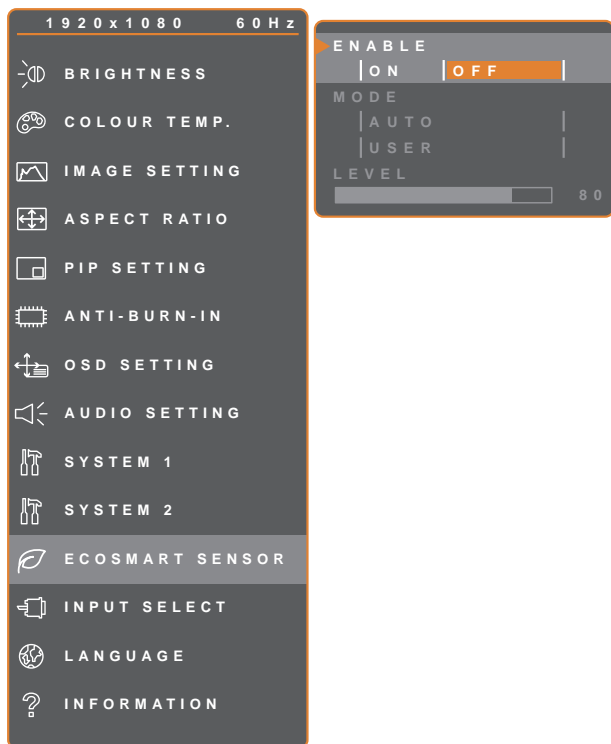 1920x1080 60Hz
BRIGHTNESS
COLOUR TEMP.
IMAGE SETTING
ASPECT RATIO
PIP SETTING
ANTI-BURN-IN
OSD SETTING
AUDIO SETTING
SYSTEM 1
SYSTEM 2
ECOSMART SENSOR
INPUT SELECT
LANGUAGE
INFORMATION
ENABLE
ON OFF
MODE
AUTO
USER
LEVEL
80